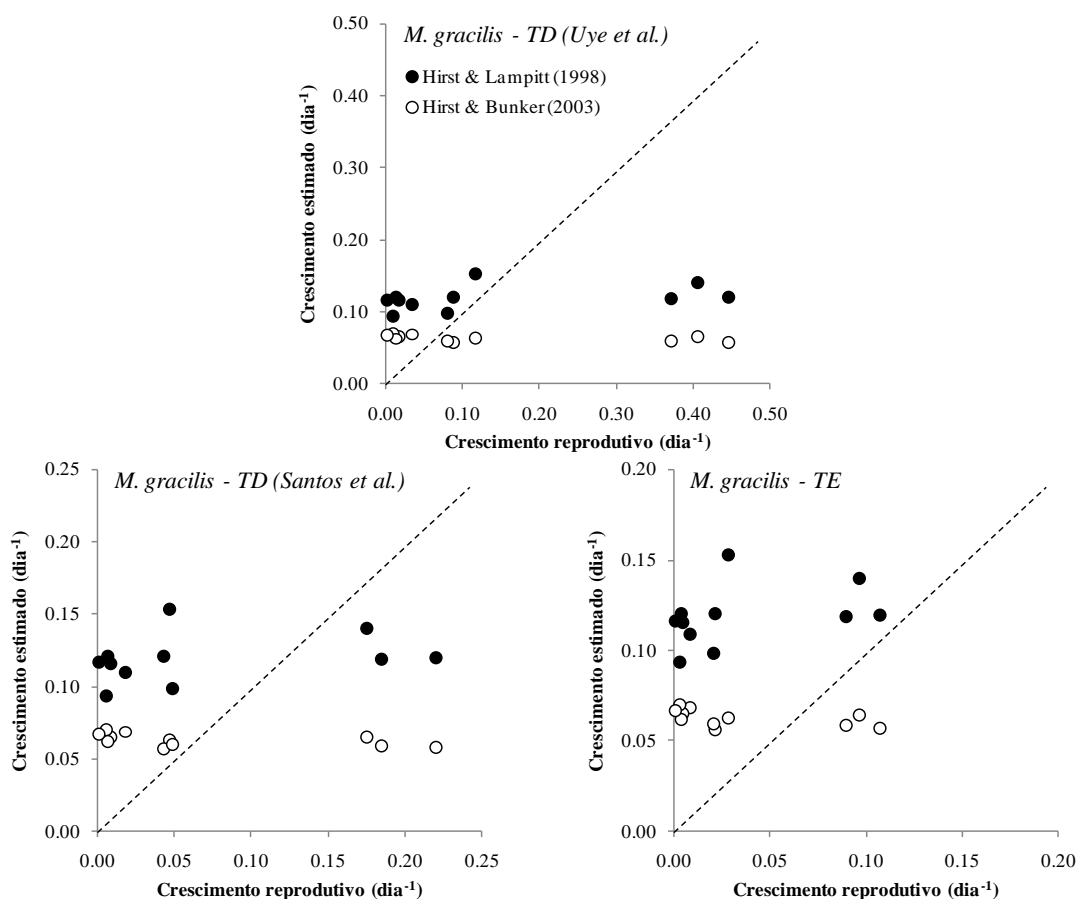 M. gracilis - TD (Uye et al.)
Hirst & Lampitt (1998)
Hirst & Bunker (2003)
Crescimento estimado (dia-1)
0.50
0.40
0.30
0.20
0.10
0.00
0.00 0.10 0.20 0.30 0.40 0.50
Crescimento reprodutivo (dia-1)
M. gracilis - TD (Santos et al.)
Crescimento estimado (dia-1)
0.25
0.20
0.15
0.10
0.05
0.00
0.00 0.05 0.10 0.15 0.20 0.25
Crescimento reprodutivo (dia-1)
M. gracilis - TE
Crescimento estimado (dia-1)
0.20
0.15
0.10
0.05
0.00
0.00 0.05 0.10 0.15 0.20
Crescimento reprodutivo (dia-1)